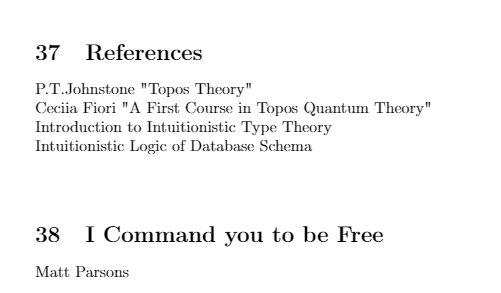 37 References
P.T.Johnstone "Topos Theory"
Ceciia Fiori "A First Course in Topos Quantum Theory"
Introduction to Intuitionistic Type Theory
Intuitionistic Logic of Database Schema
38 I Command you to be Free
Matt Parsons